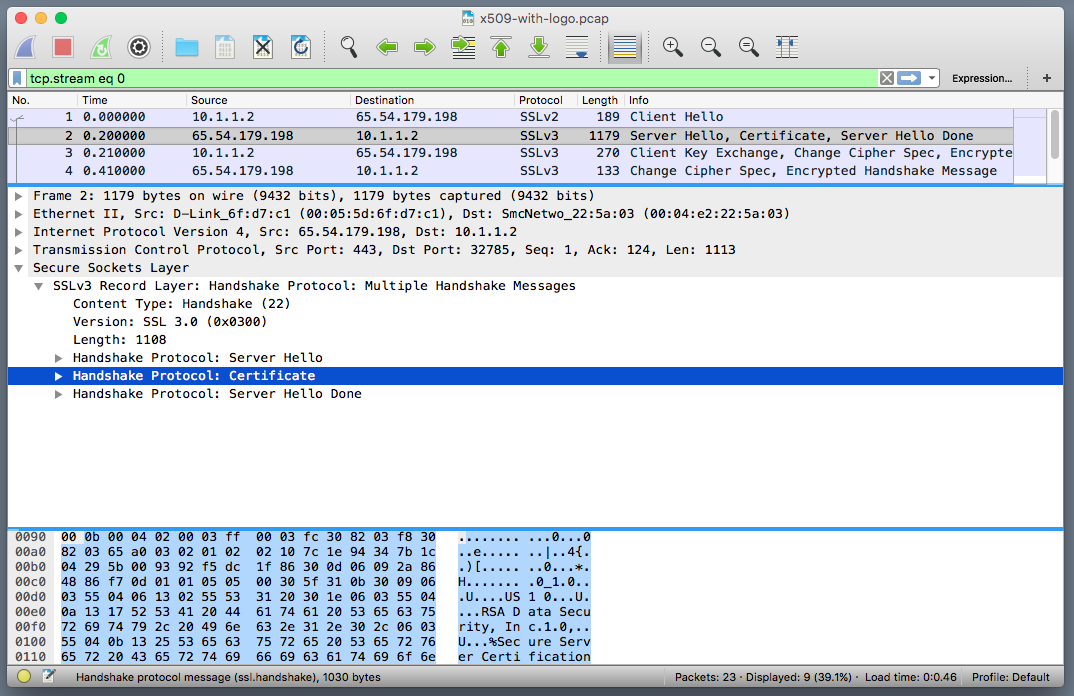 x509-with-logo.pcap
tcp.stream eq 0 Expression... +
No. Time Source Destination Protocol Length Info
1 0.000000 10.1.1.2 65.54.179.198 SSLv2 189 Client Hello
2 0.200000 65.54.179.198 10.1.1.2 SSLv3 1179 Server Hello, Certificate, Server Hello Done
3 0.210000 10.1.1.2 65.54.179.198 SSLv3 270 Client Key Exchange, Change Cipher Spec, Encrypte
4 0.410000 65.54.179.198 10.1.1.2 SSLv3 133 Change Cipher Spec, Encrypted Handshake Message
Frame 2: 1179 bytes on wire (9432 bits), 1179 bytes captured (9432 bits)
Ethernet II, Src: D-Link_6f:d7:c1 (00:05:5d:6f:d7:c1), Dst: SmcNetwo_22:5a:03 (00:04:e2:22:5a:03)
Internet Protocol Version 4, Src: 65.54.179.198, Dst: 10.1.1.2
Transmission Control Protocol, Src Port: 443, Dst Port: 32785, Seq: 1, Ack: 124, Len: 1113
Secure Sockets Layer
SSLv3 Record Layer: Handshake Protocol: Multiple Handshake Messages
Content Type: Handshake (22)
Version: SSL 3.0 (0x0300)
Length: 1108
Handshake Protocol: Server Hello
Handshake Protocol: Certificate
Handshake Protocol: Server Hello Done
0090 00 0b 00 04 02 00 03 ff 00 03 fc 30 82 03 f8 30 ........ ...0...0
00a0 82 03 65 a0 03 02 01 02 02 10 7c 1e 94 34 7b 1c ..e..... ..|..4{.
00b0 04 29 5b 00 93 92 f5 dc 1f 86 30 0d 06 09 2a 86 .)[..... ..0...*.
00c0 48 86 f7 0d 01 01 05 05 00 30 5f 31 0b 30 09 06 H....... .0_1.0..
00d0 03 55 04 06 13 02 55 53 31 20 30 1e 06 03 55 04 .U....US 1 0...U.
00e0 0a 13 17 52 53 41 20 44 61 74 61 20 53 65 63 75 ...RSA D ata Secu
00f0 72 69 74 79 2c 20 49 6e 63 2e 31 2e 30 2c 06 03 rity, In c.1.0,..
0100 55 04 0b 13 25 53 65 63 75 72 65 20 53 65 72 76 U...%Sec ure Serv
0110 65 72 20 43 65 72 74 69 66 69 63 61 74 69 6f 6e er Certi fication
Handshake protocol message (ssl.handshake), 1030 bytes Packets: 23 · Displayed: 9 (39.1%) · Load time: 0:0.46 Profile: Default